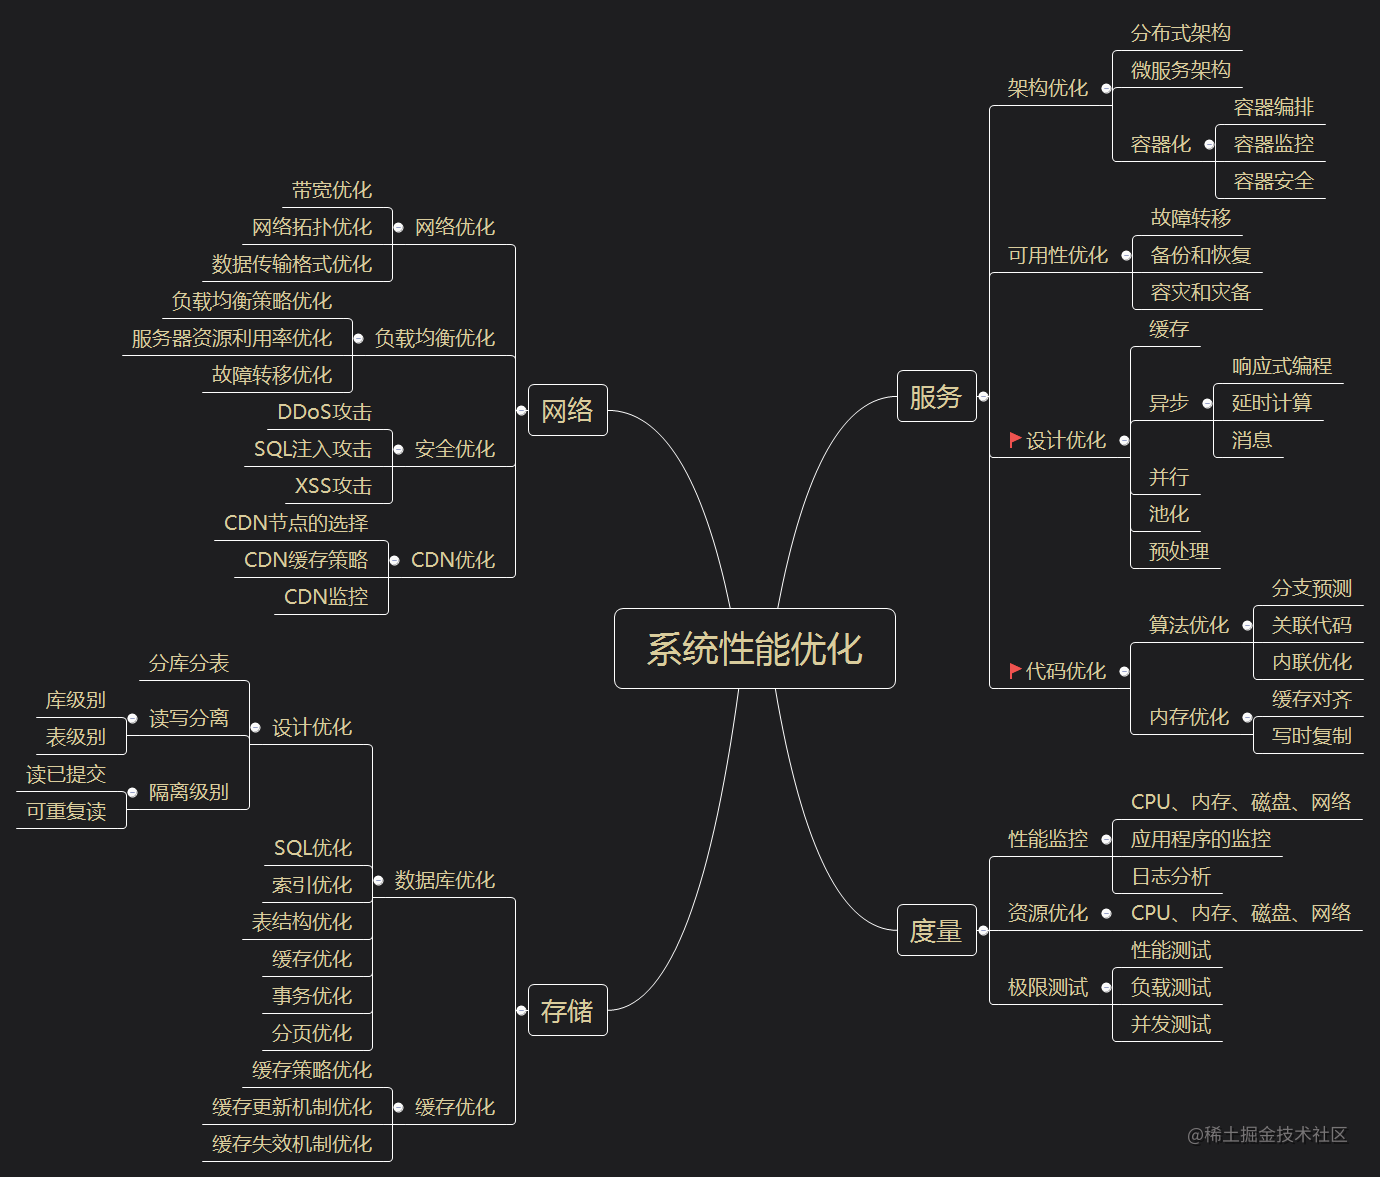 系统性能优化
服务
架构优化
分布式架构
微服务架构
容器化
容器编排
容器监控
容器安全
可用性优化
故障转移
备份和恢复
容灾和灾备
设计优化
缓存
异步
响应式编程
延时计算
消息
并行
池化
预处理
代码优化
算法优化
分支预测
关联代码
内联优化
内存优化
缓存对齐
写时复制
度量
性能监控
CPU、内存、磁盘、网络
应用程序的监控
日志分析
资源优化
CPU、内存、磁盘、网络
极限测试
性能测试
负载测试
并发测试
网络
网络优化
带宽优化
网络拓扑优化
数据传输格式优化
负载均衡优化
负载均衡策略优化
服务器资源利用率优化
故障转移优化
安全优化
DDoS攻击
SQL注入攻击
XSS攻击
CDN优化
CDN节点的选择
CDN缓存策略
CDN监控
存储
数据库优化
设计优化
分库分表
读写分离
库级别
表级别
隔离级别
读已提交
可重复读
SQL优化
索引优化
表结构优化
缓存优化
事务优化
分页优化
缓存优化
缓存策略优化
缓存更新机制优化
缓存失效机制优化
@稀土掘金技术社区